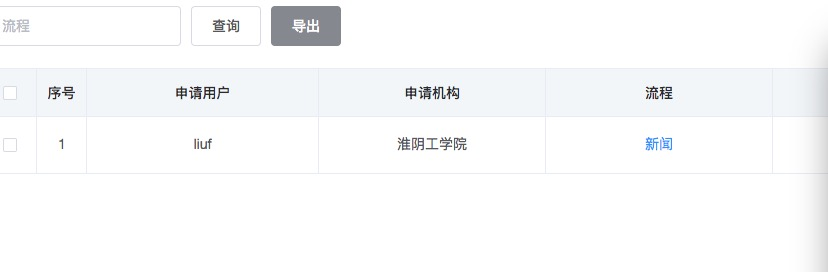 流程 查询 导出
序号 申请用户 申请机构 流程
1 liuf 淮阴工学院 新闻